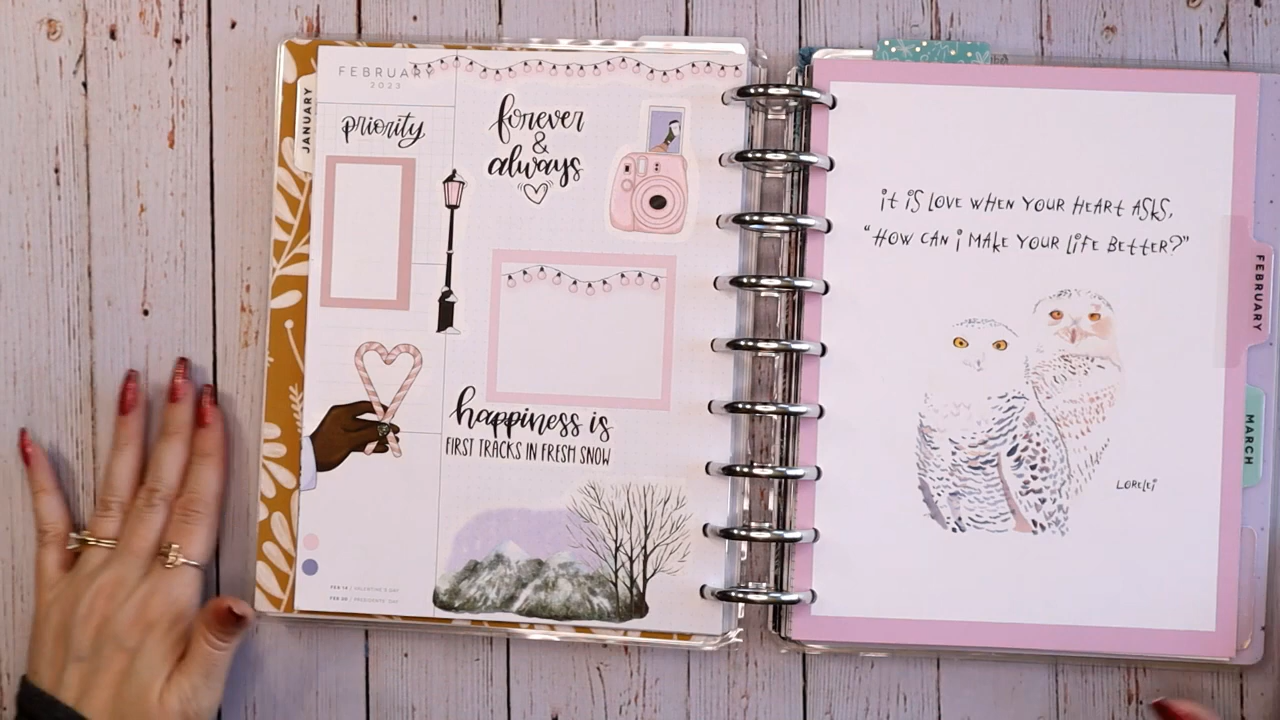 FEBRUARY
2023
JANUARY
priority
forever
&
always
happiness is
FIRST TRACKS IN FRESH SNOW
FEB 14 | VALENTINE'S DAY
FEB 20 | PRESIDENTS' DAY
iT iS LOVE WHEN YOUR HEART ASKS,
"HOW CAN i MAKE YOUR LiFE BETTER?"
LORELEi
FEBRUARY
MARCH